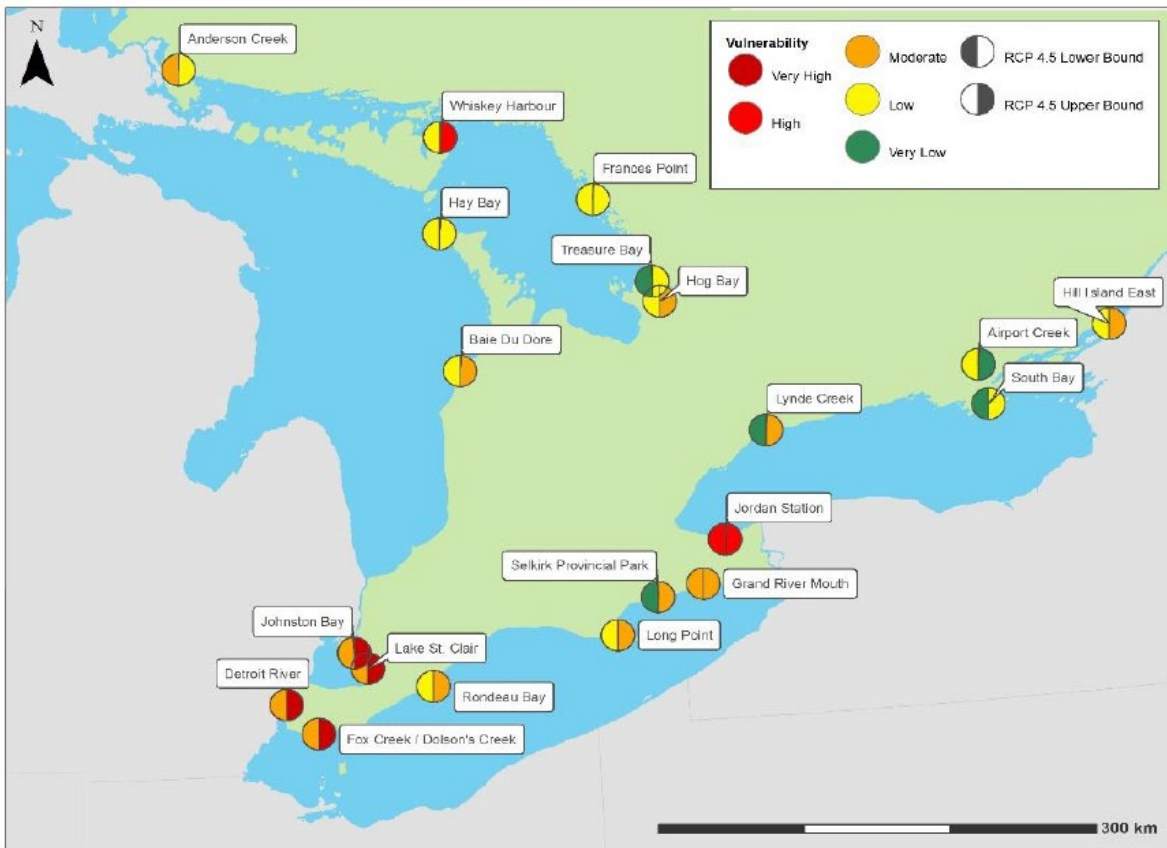 N
Anderson Creek
Whiskey Harbour
Frances Point
Hay Bay
Treasure Bay
Hog Bay
Baie Du Dore
Hill Island East
Airport Creek
South Bay
Lynde Creek
Jordan Station
Selkirk Provincial Park
Grand River Mouth
Long Point
Johnston Bay
Lake St. Clair
Detroit River
Rondeau Bay
Fox Creek / Dolson's Creek
Vulnerability
Very High
High
Moderate
Low
Very Low
RCP 4.5 Lower Bound
RCP 4.5 Upper Bound
300 km